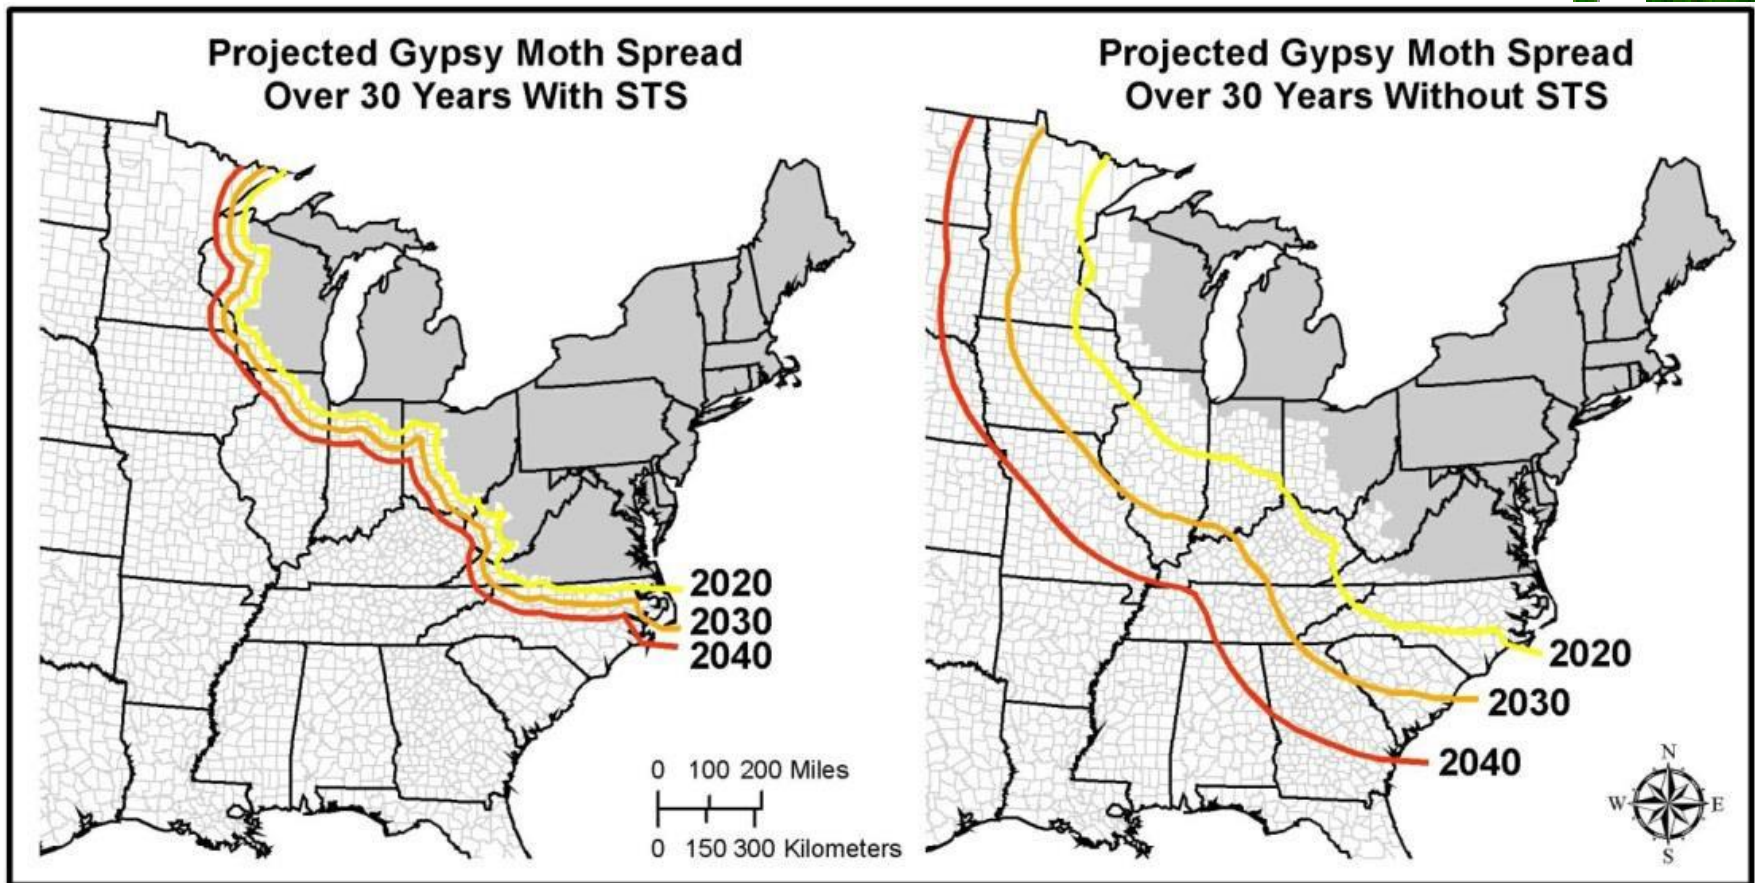 Projected Gypsy Moth Spread
Over 30 Years With STS
2020
2030
2040
0 100 200 Miles
0 150 300 Kilometers
Projected Gypsy Moth Spread
Over 30 Years Without STS
2020
2030
2040
N
W E
S